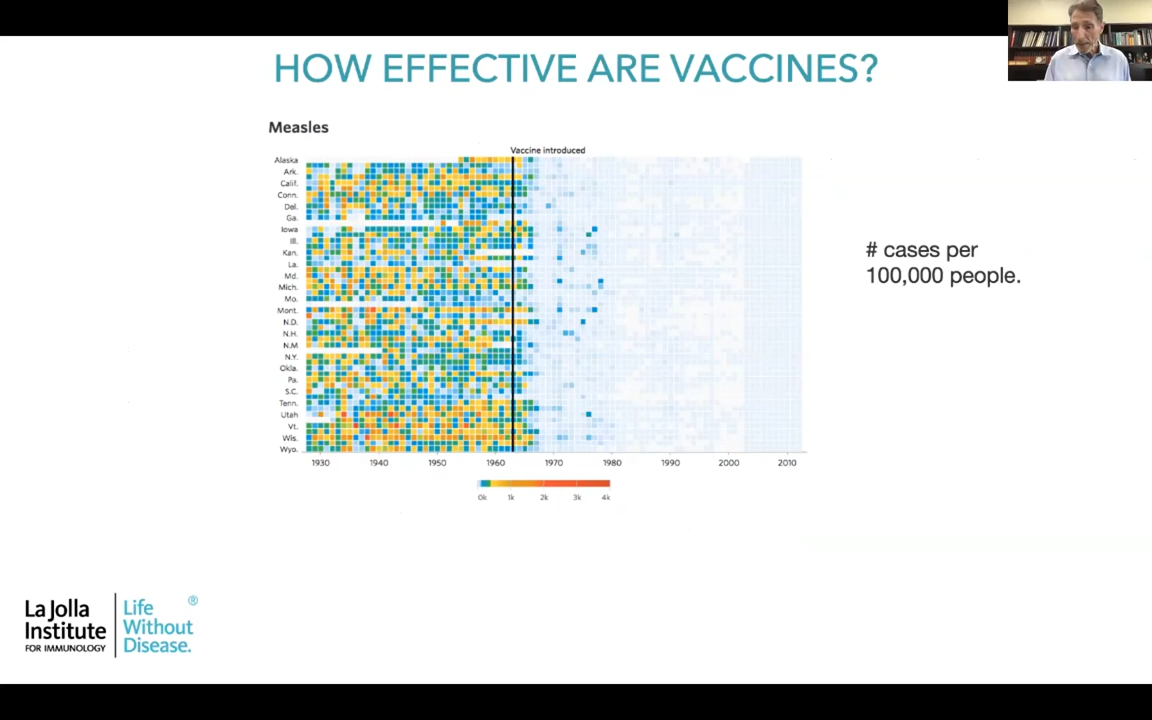 HOW EFFECTIVE ARE VACCINES?
Measles
Vaccine introduced
Alaska
Ark.
Calif.
Conn.
Del.
Ga.
Iowa
Ill.
Kan.
La.
Md.
Mich.
Mo.
Mont.
N.D.
N.H.
N.M
N.Y.
Okla.
Pa.
S.C.
Tenn.
Utah
Vt.
Wis.
Wyo.
1930 1940 1950 1960 1970 1980 1990 2000 2010
0k 1k 2k 3k 4k
# cases per
100,000 people.
La Jolla
Institute
FOR IMMUNOLOGY
Life
Without
Disease.
®